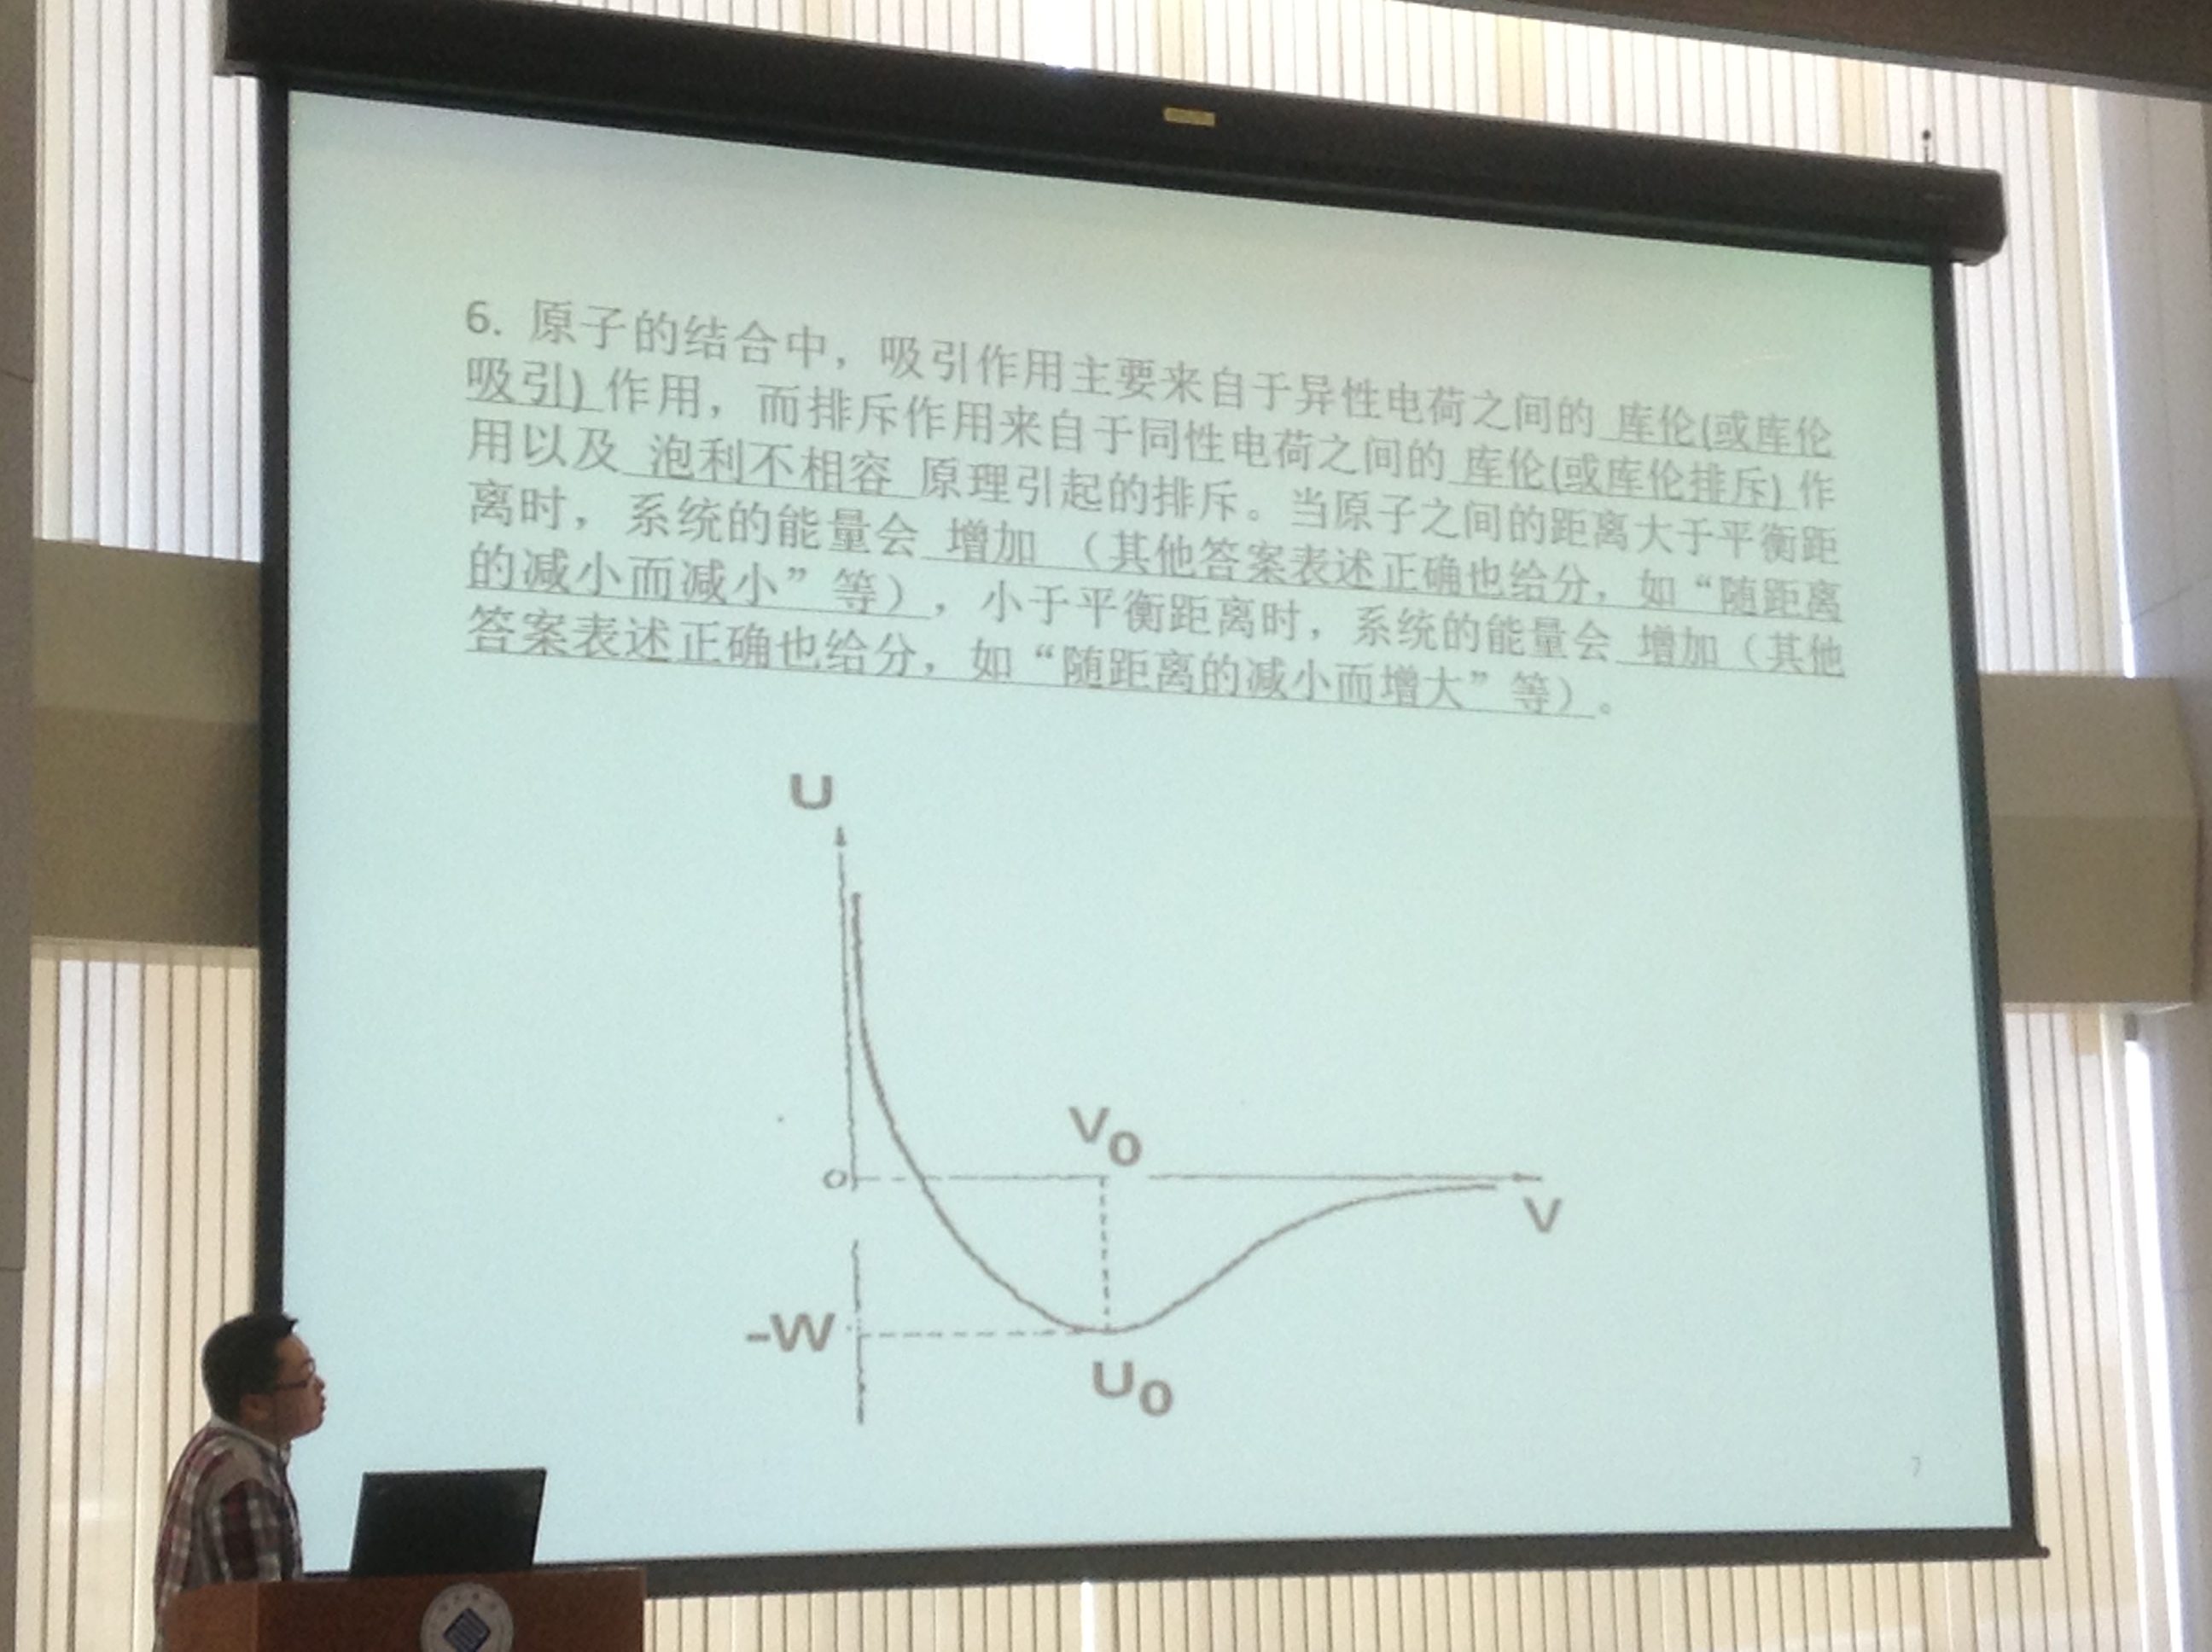 6. 原子的结合中，吸引作用主要来自于异性电荷之间的 库伦(或库伦
吸引) 作用，而排斥作用来自于同性电荷之间的 库伦(或库伦排斥) 作
用以及 泡利不相容 原理引起的排斥。当原子之间的距离大于平衡距
离时，系统的能量会 增加 （其他答案表述正确也给分，如“随距离
的减小而减小”等），小于平衡距离时，系统的能量会 增加（其他
答案表述正确也给分，如“随距离的减小而增大”等）。
U
V0
O
V
-W
U0
7